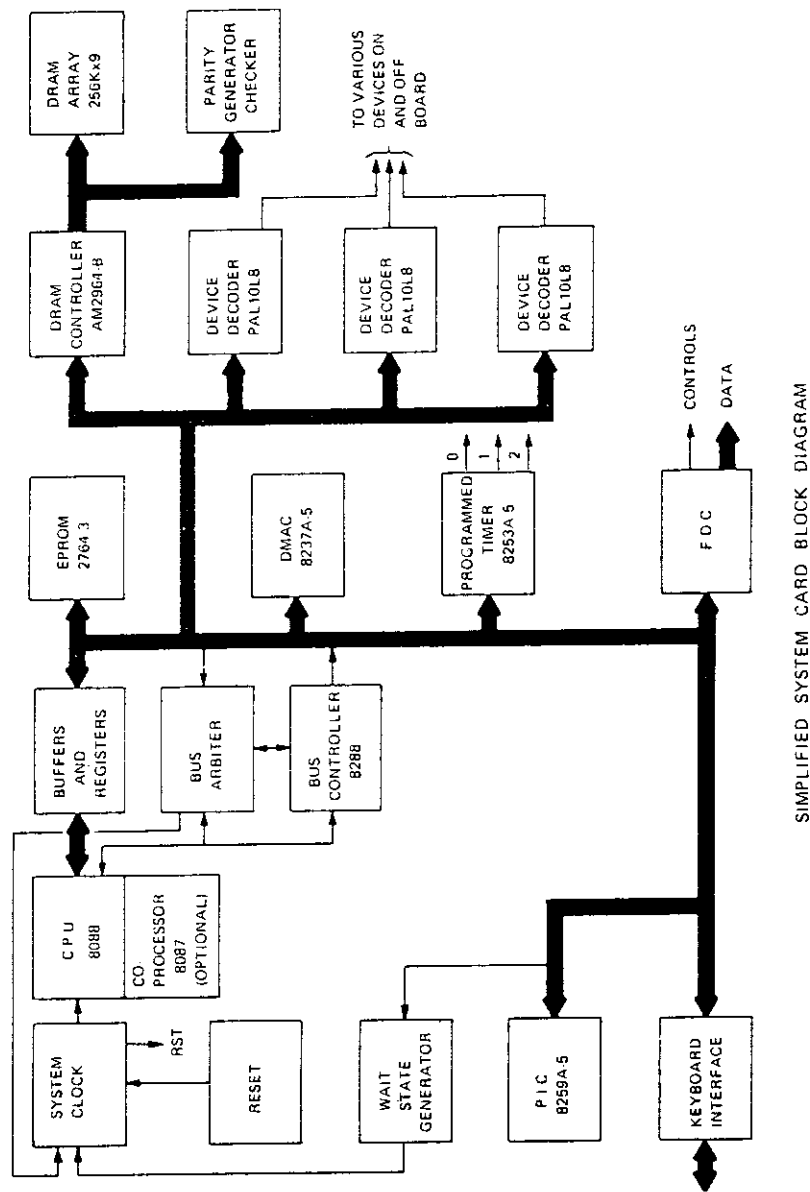 SYSTEM
CLOCK
RST
RESET
CPU
8088
CO-
PROCESSOR
8087
(OPTIONAL)
BUFFERS
AND
REGISTERS
EPROM
2764-3
DRAM
CONTROLLER
AM2964-B
DRAM
ARRAY
256Kx9
PARITY
GENERATOR
CHECKER
BUS
ARBITER
BUS
CONTROLLER
8288
DMAC
8237A-5
DEVICE
DECODER
PAL10L8
DEVICE
DECODER
PAL10L8
DEVICE
DECODER
PAL10L8
TO VARIOUS
DEVICES ON
AND OFF
BOARD
WAIT
STATE
GENERATOR
PROGRAMMED
TIMER
8253A-5
0
1
2
PIC
8259A-5
KEYBOARD
INTERFACE
FDC
CONTROLS
DATA
SIMPLIFIED SYSTEM CARD BLOCK DIAGRAM